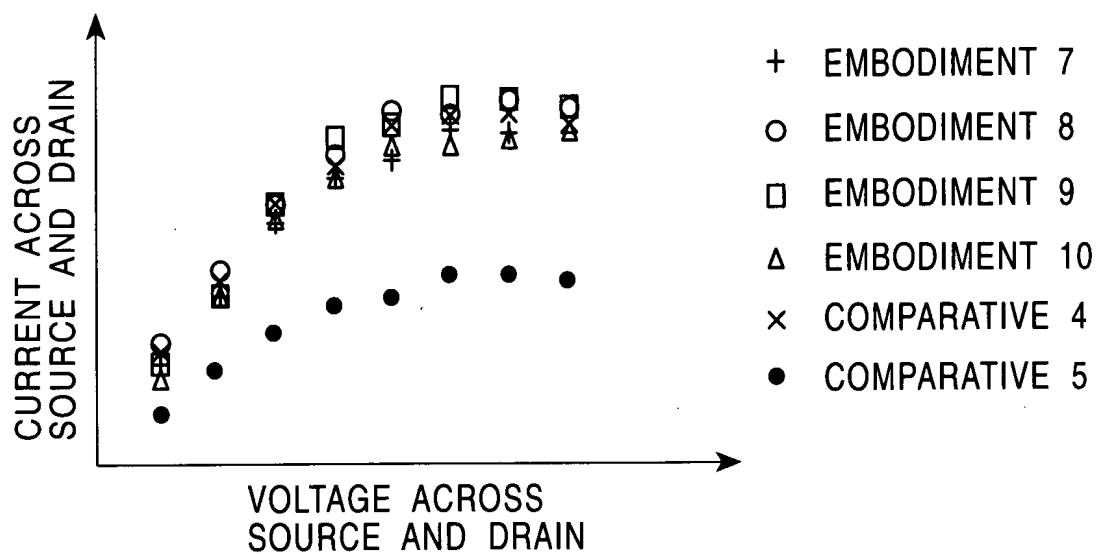 CURRENT ACROSS
SOURCE AND DRAIN
VOLTAGE ACROSS
SOURCE AND DRAIN
EMBODIMENT 7
EMBODIMENT 8
EMBODIMENT 9
EMBODIMENT 10
COMPARATIVE 4
COMPARATIVE 5